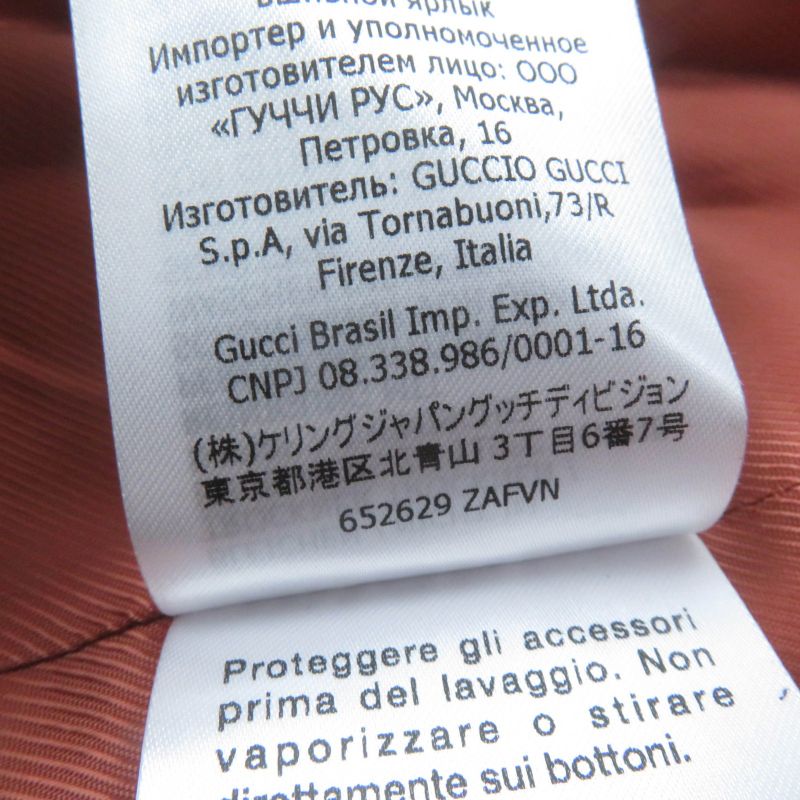 вшивной ярлык
Импортер и уполномоченное
изготовителем лицо: ООО
«ГУЧЧИ РУС», Москва,
Петровка, 16
Изготовитель: GUCCIO GUCCI
S.p.A, via Tornabuoni,73/R
Firenze, Italia
Gucci Brasil Imp. Exp. Ltda.
CNPJ 08.338.986/0001-16
(株)ケリングジャパングッチディビジョン
東京都港区北青山 3丁目6番7号
652629 ZAFVN
Proteggere gli accessori
prima del lavaggio. Non
vaporizzare o stirare
direttamente sui bottoni.